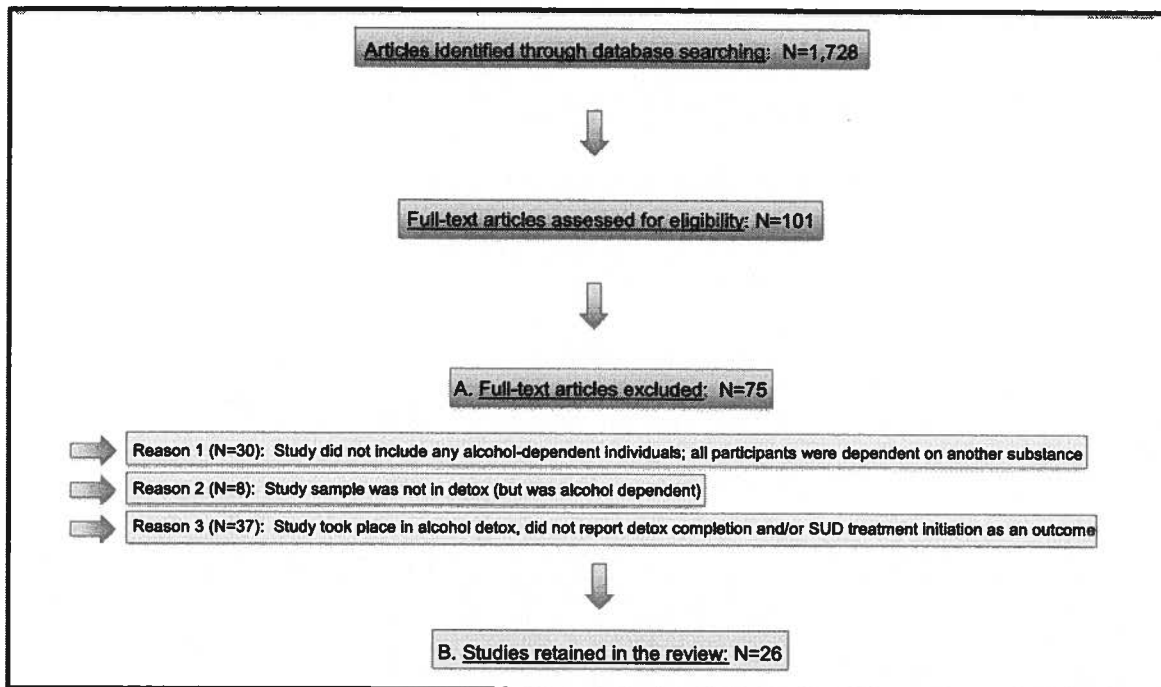 Articles identified through database searching: N=1,728
Full-text articles assessed for eligibility: N=101
A. Full-text articles excluded: N=75
Reason 1 (N=30): Study did not include any alcohol-dependent individuals; all participants were dependent on another substance
Reason 2 (N=8): Study sample was not in detox (but was alcohol dependent)
Reason 3 (N=37): Study took place in alcohol detox, did not report detox completion and/or SUD treatment initiation as an outcome
B. Studies retained in the review: N=26